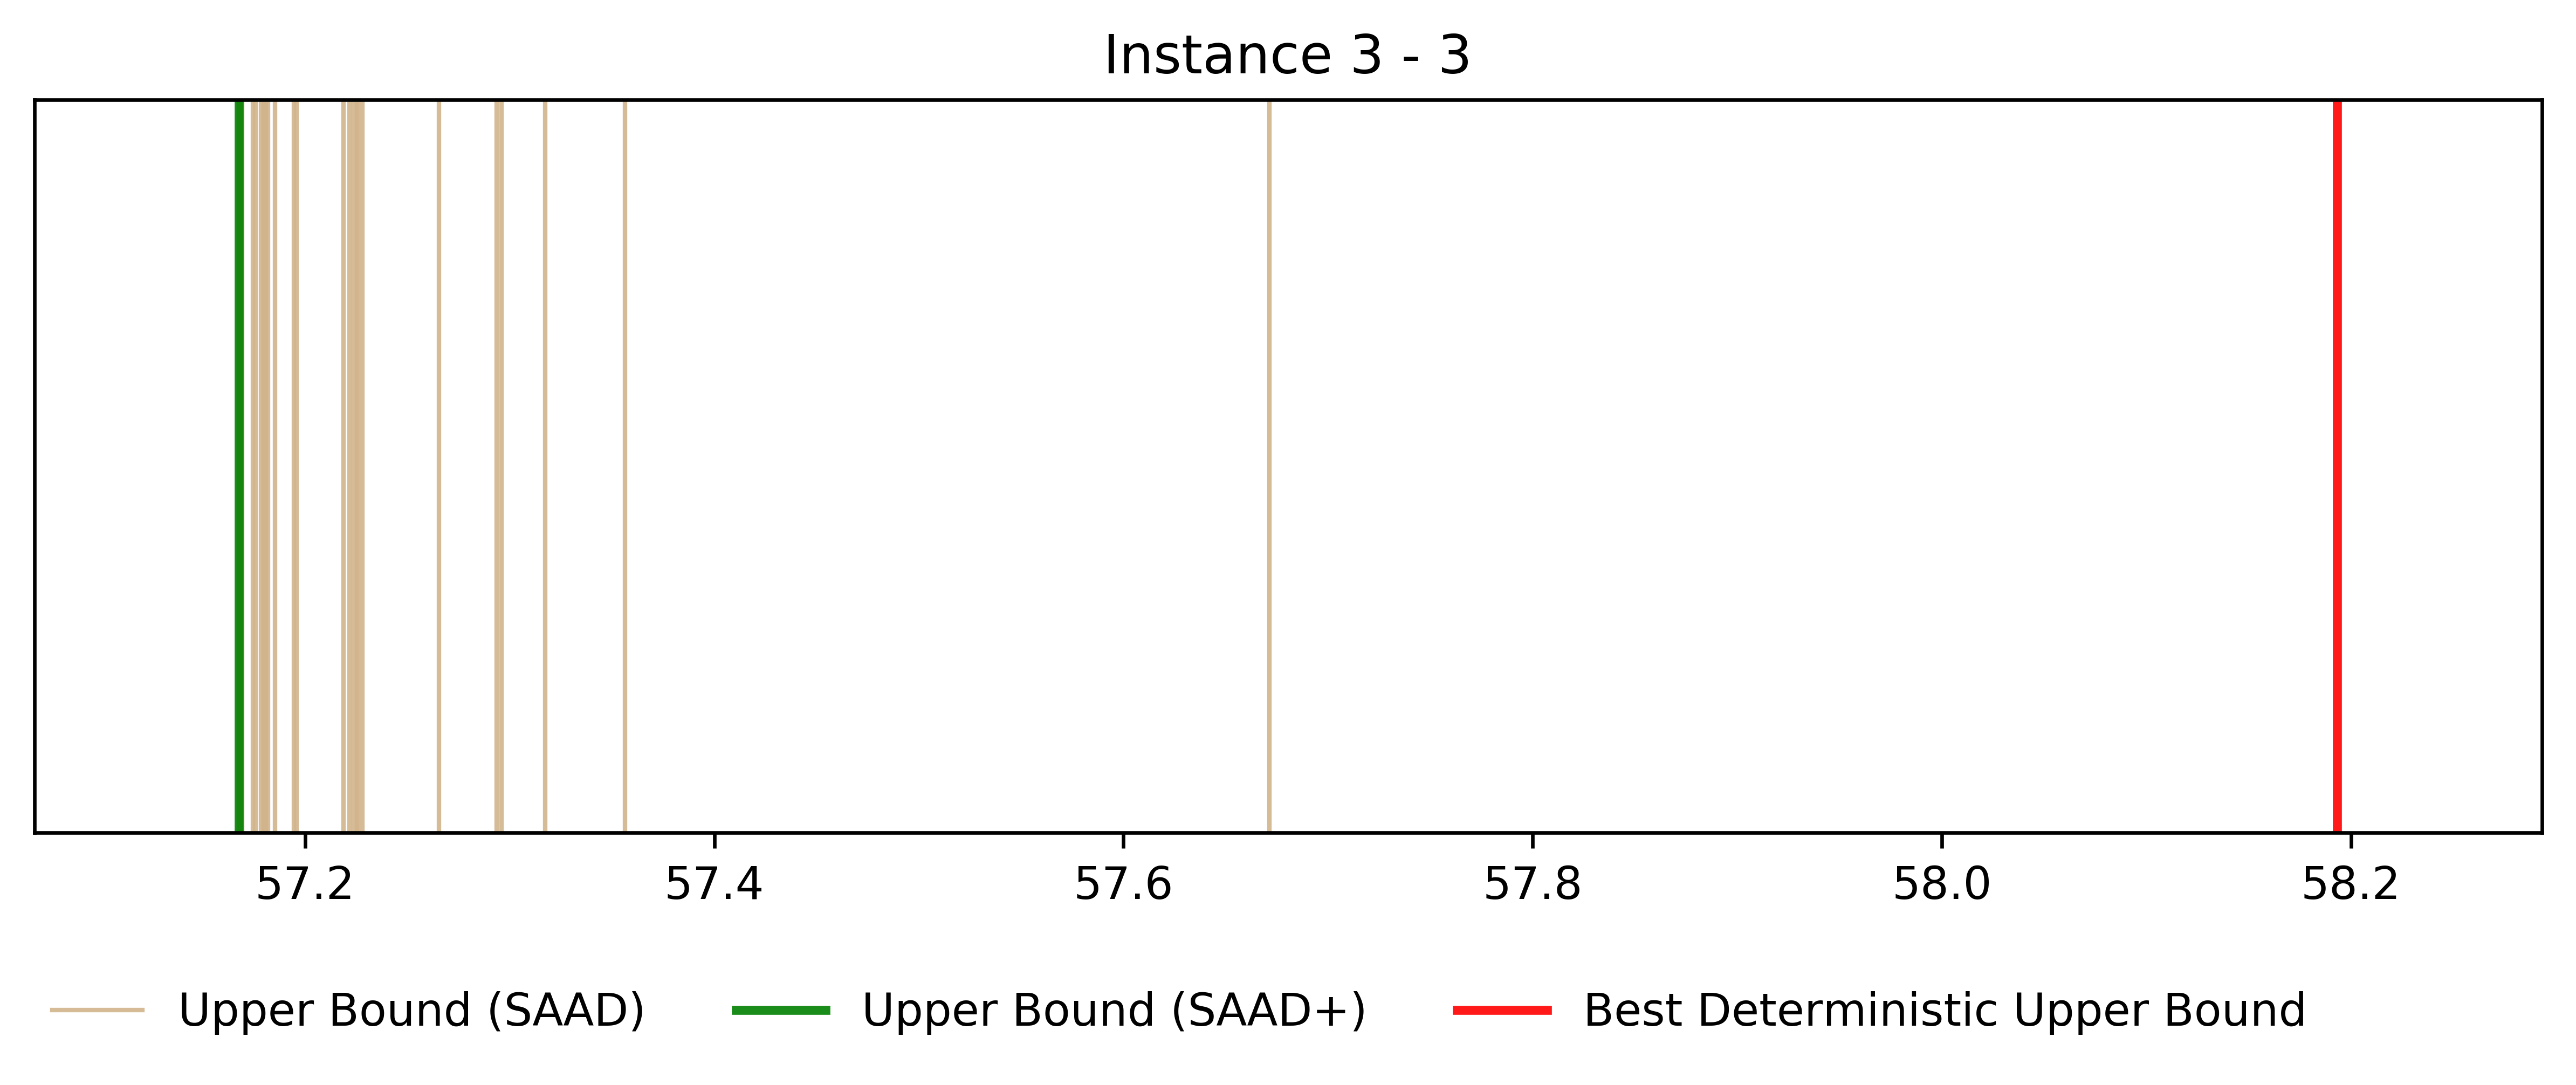 Instance 3 - 3
57.2 57.4 57.6 57.8 58.0 58.2
Upper Bound (SAAD) Upper Bound (SAAD+) Best Deterministic Upper Bound